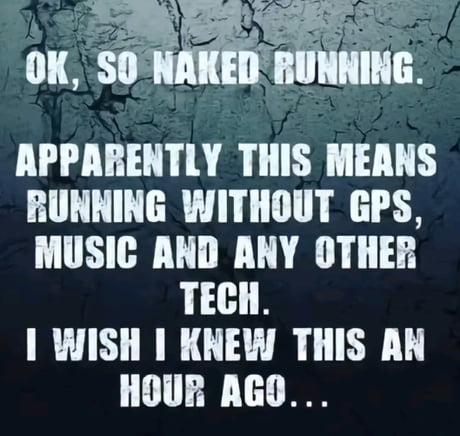 OK, SO NAKED RUNNING.
APPARENTLY THIS MEANS
RUNNING WITHOUT GPS,
MUSIC AND ANY OTHER
TECH.
I WISH I KNEW THIS AN
HOUR AGO...